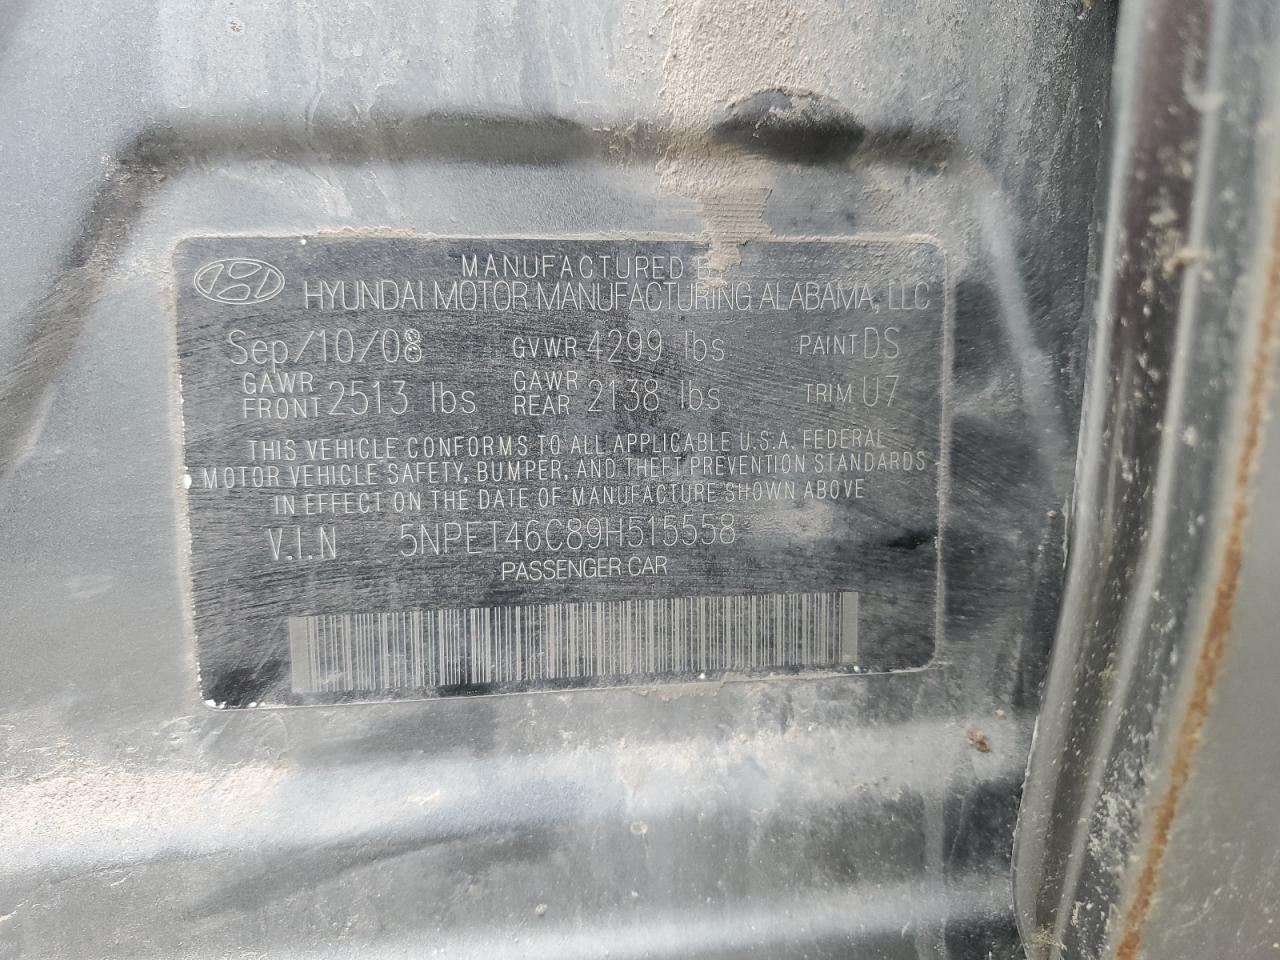 MANUFACTURED
HYUNDAI MOTOR MANUFACTURING ALABAMA, LLC
Sep/10/08 GVWR 4299 lbs PAINT DS
GAWR FRONT 2513 lbs GAWR REAR 2138 lbs TRIM U7
THIS VEHICLE CONFORMS TO ALL APPLICABLE U.S.A. FEDERAL
MOTOR VEHICLE SAFETY, BUMPER, AND THEFT PREVENTION STANDARDS
IN EFFECT ON THE DATE OF MANUFACTURE SHOWN ABOVE
V.I.N 5NPET46C89H515558
PASSENGER CAR